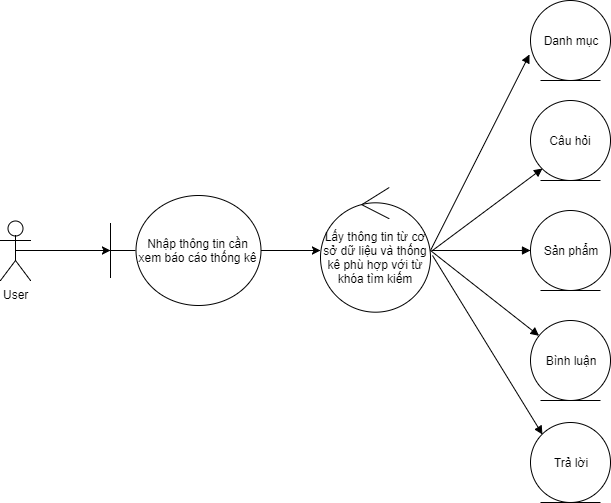 Danh mục
Câu hỏi
Nhập thông tin cần
xem báo cáo thống kê
Lấy thông tin từ cơ
sở dữ liệu và thống
kê phù hợp với từ
khóa tìm kiếm
Sản phẩm
User
Bình luận
Trả lời